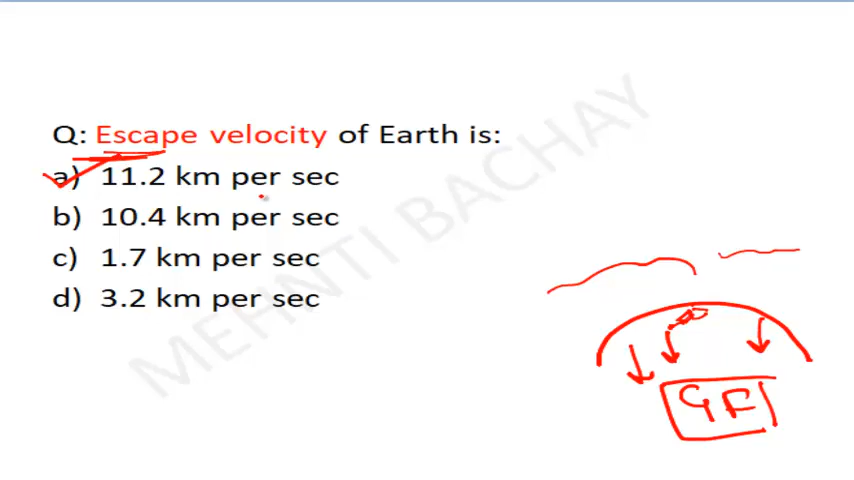 Q: Escape velocity of Earth is:
a) 11.2 km per sec
b) 10.4 km per sec
c) 1.7 km per sec
d) 3.2 km per sec
GF
MEHNTI BACHAY